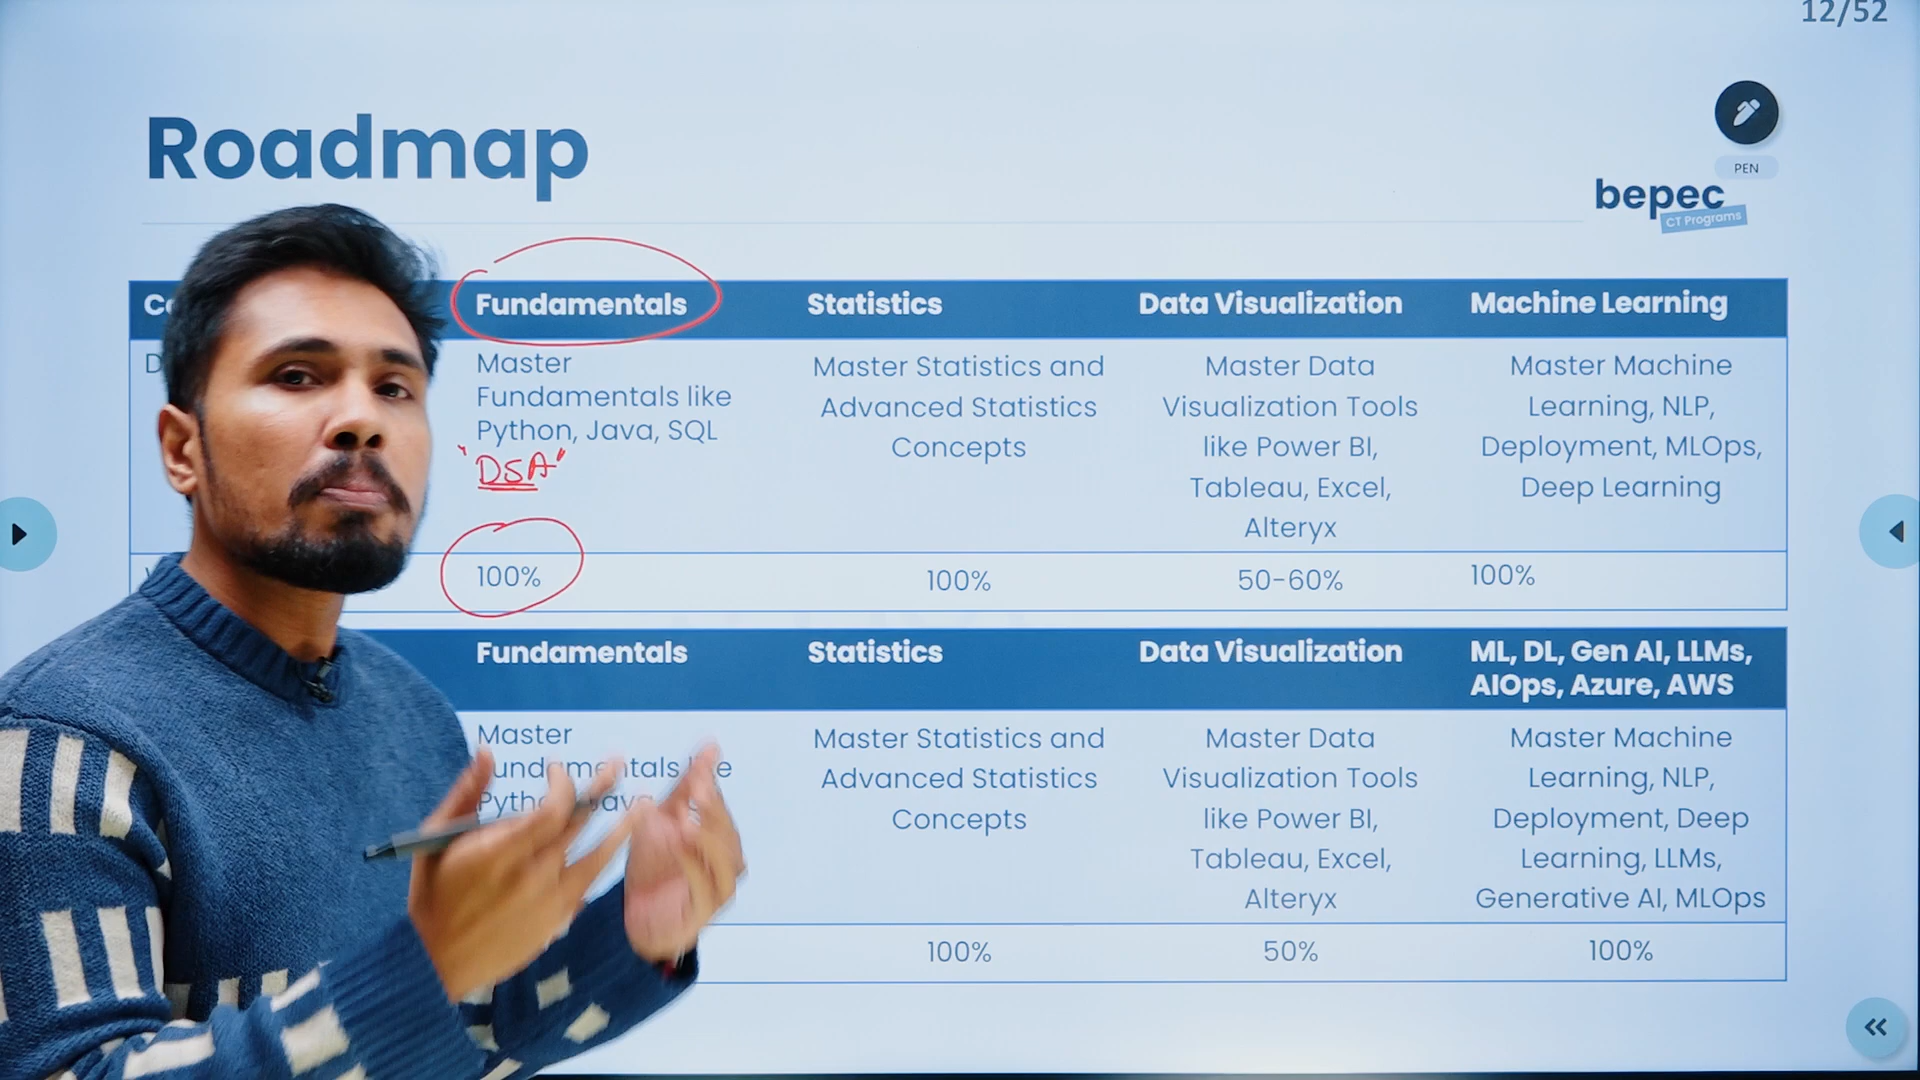 12/52
Roadmap
PEN
bepec
CT Programs
Fundamentals
Statistics
Data Visualization
Machine Learning
Master
Fundamentals like
Python, Java, SQL
"DSA"
Master Statistics and
Advanced Statistics
Concepts
Master Data
Visualization Tools
like Power BI,
Tableau, Excel,
Alteryx
Master Machine
Learning, NLP,
Deployment, MLOps,
Deep Learning
100%
100%
50-60%
100%
Fundamentals
Statistics
Data Visualization
ML, DL, Gen AI, LLMs,
AIOps, Azure, AWS
Master
Fundamentals like
Master Statistics and
Advanced Statistics
Concepts
Master Data
Visualization Tools
like Power BI,
Tableau, Excel,
Alteryx
Master Machine
Learning, NLP,
Deployment, Deep
Learning, LLMs,
Generative AI, MLOps
100%
50%
100%